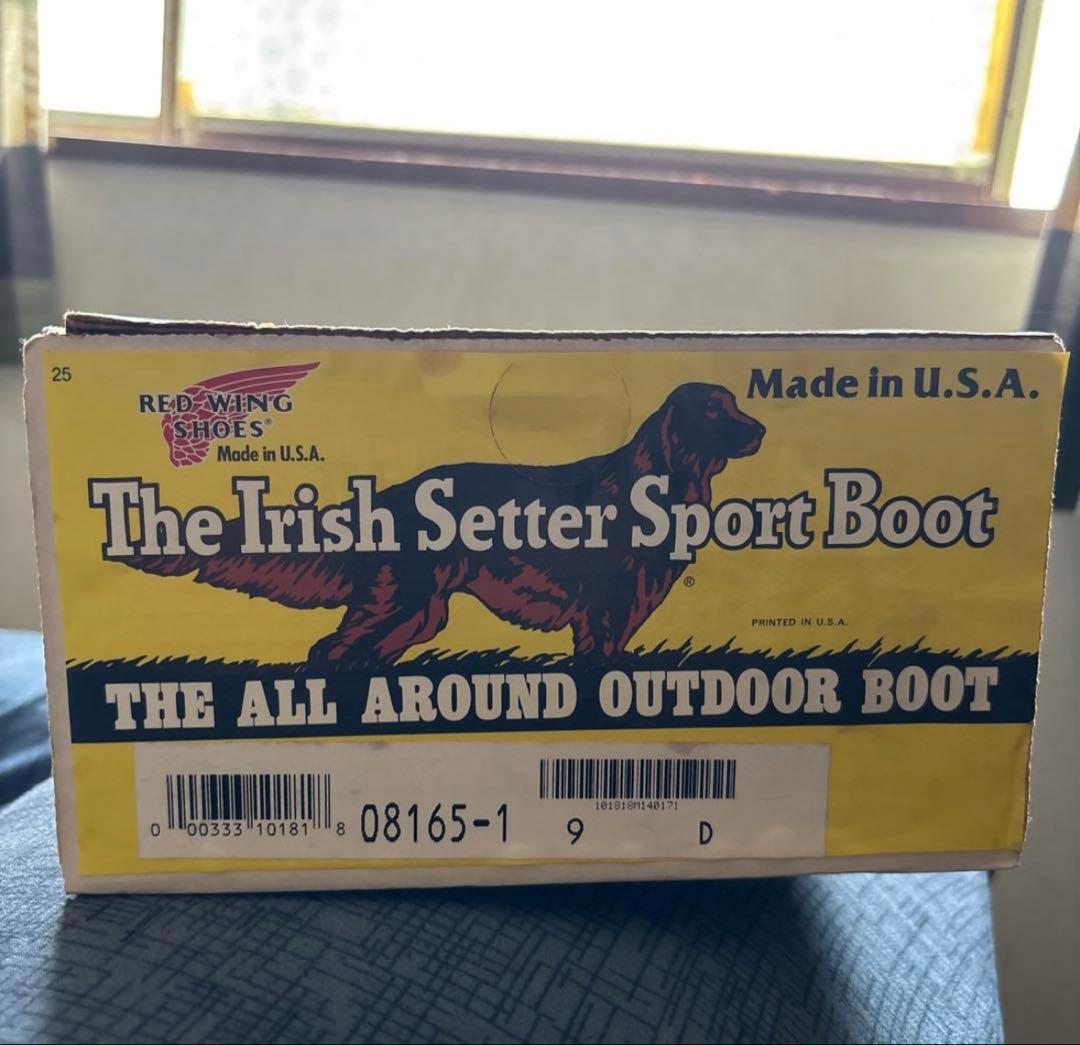 25
RED WING
SHOES®
Made in U.S.A.
Made in U.S.A.
The Irish Setter Sport Boot
®
PRINTED IN U.S.A.
THE ALL AROUND OUTDOOR BOOT
0 00333 10181 8
08165-1
101818M140171
9 D